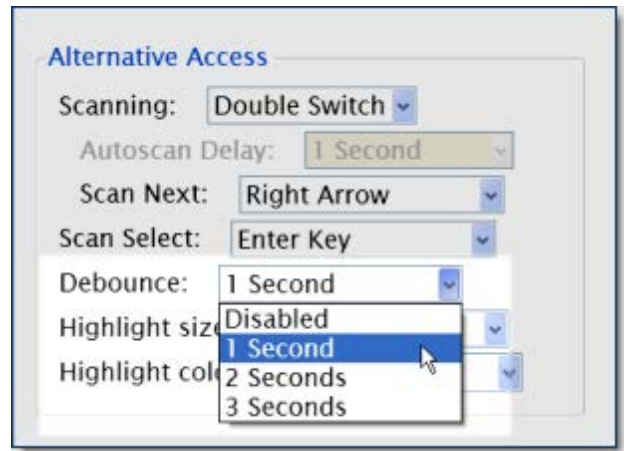 Alternative Access
Scanning: Double Switch
Autoscan Delay: 1 Second
Scan Next: Right Arrow
Scan Select: Enter Key
Debounce: 1 Second
Disabled
Highlight size
1 Second
Highlight
2 Seconds
3 Seconds